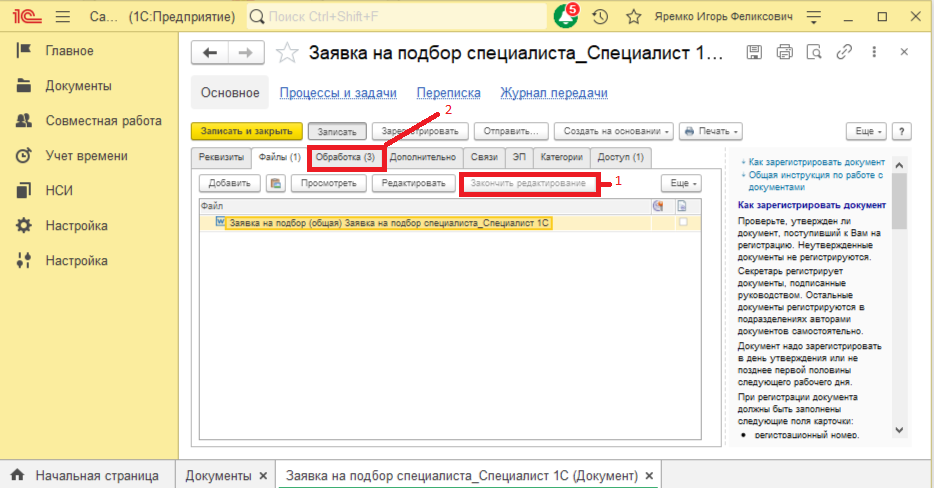 1С Са... (1С:Предприятие) Поиск Ctrl+Shift+F 5 Яремко Игорь Феликсович
Главное
Документы
Совместная работа
Учет времени
НСИ
Настройка
Настройка
Заявка на подбор специалиста_Специалист 1...
Основное Процессы и задачи Переписка Журнал передачи
2
Записать и закрыть Записать Зарегистрировать Отправить... Создать на основании Печать Еще ?
Реквизиты Файлы (1) Обработка (3) Дополнительно Связи ЭП Категории Доступ (1)
Добавить Просмотреть Редактировать Закончить редактирование 1 Еще
Файл
Заявка на подбор (общая) Заявка на подбор специалиста_Специалист 1С
Как зарегистрировать документ
Общая инструкция по работе с
документами
Как зарегистрировать документ
Проверьте, утвержден ли
документ, поступивший к Вам на
регистрацию. Неутвержденные
документы не регистрируются.
Секретарь регистрирует
документы, подписанные
руководством. Остальные
документы регистрируются в
подразделениях авторами
документов самостоятельно.
Документ надо зарегистрировать
в день утверждения или не
позднее первой половины
следующего рабочего дня.
При регистрации документа
должны быть заполнены
следующие поля карточки:
• регистрационный номер.
Начальная страница Документы × Заявка на подбор специалиста_Специалист 1С (Документ) ×